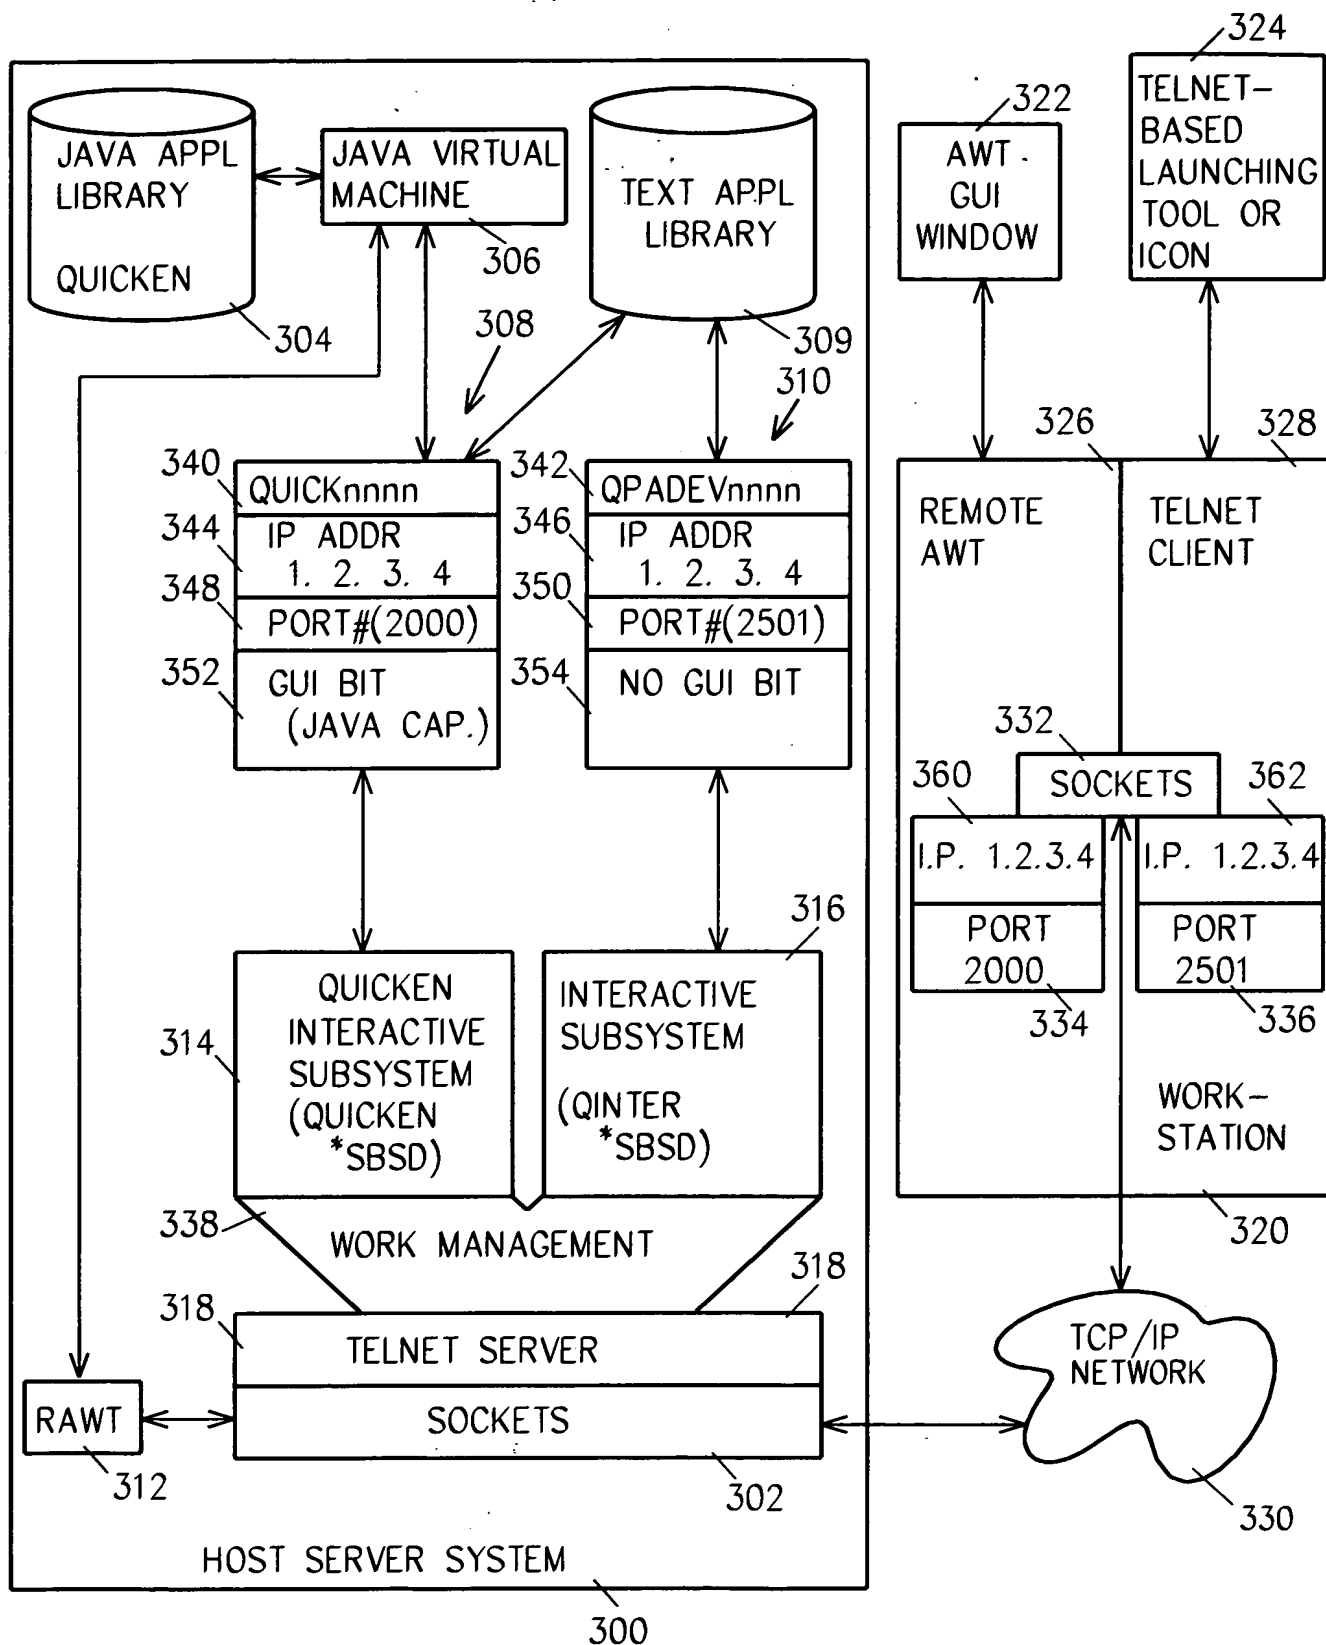 324
JAVA APPL
LIBRARY
QUICKEN
304
JAVA VIRTUAL
MACHINE
306
TEXT APPL
LIBRARY
309
322
AWT
GUI
WINDOW
TELNET-
BASED
LAUNCHING
TOOL OR
ICON
308
310
340
QUICKnnnn
344
IP ADDR
1. 2. 3. 4
348
PORT#(2000)
352
GUI BIT
(JAVA CAP.)
342
QPADEVnnnn
346
IP ADDR
1. 2. 3. 4
350
PORT#(2501)
354
NO GUI BIT
326
328
REMOTE
AWT
TELNET
CLIENT
332
SOCKETS
360
I.P. 1.2.3.4
PORT
2000
334
362
I.P. 1.2.3.4
PORT
2501
336
WORK-
STATION
320
314
QUICKEN
INTERACTIVE
SUBSYSTEM
(QUICKEN
*SBSD)
316
INTERACTIVE
SUBSYSTEM
(QINTER
*SBSD)
338
WORK MANAGEMENT
318
318
TELNET SERVER
RAWT
312
SOCKETS
302
TCP/IP
NETWORK
330
HOST SERVER SYSTEM
300